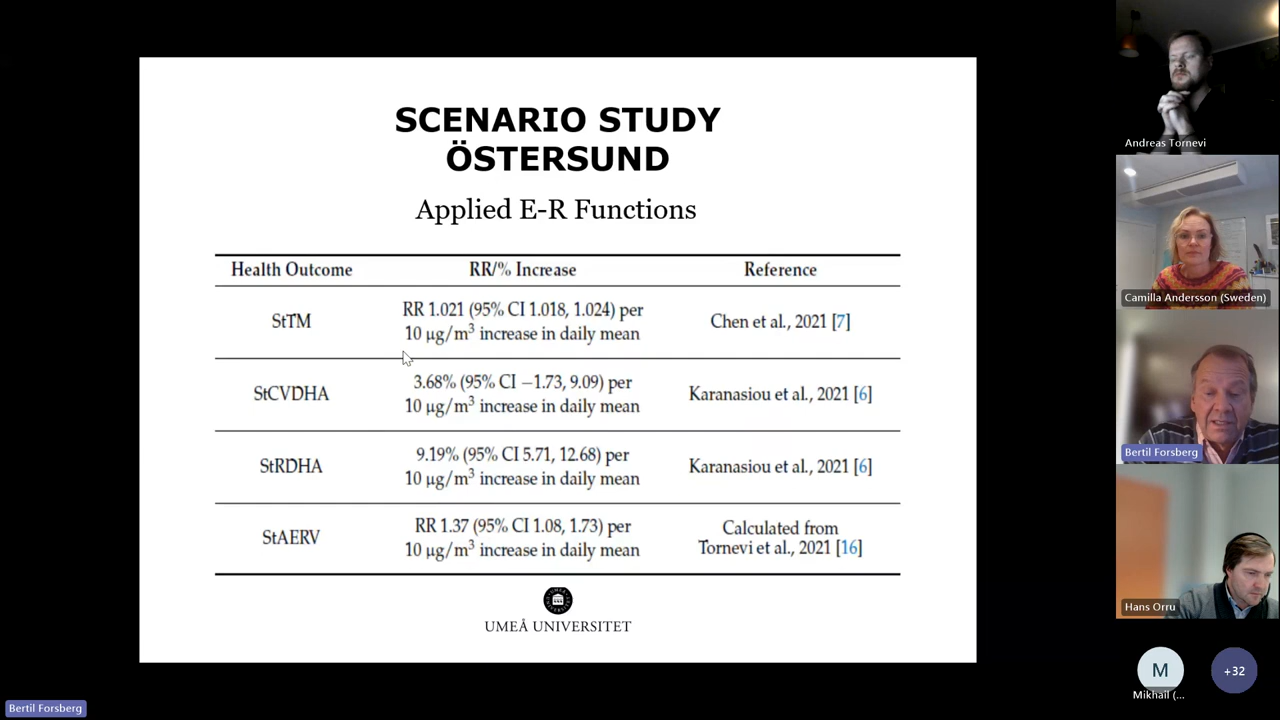 SCENARIO STUDY
ÖSTERSUND
Applied E-R Functions
Health Outcome RR/% Increase Reference
StTM RR 1.021 (95% CI 1.018, 1.024) per
10 µg/m³ increase in daily mean Chen et al., 2021 [7]
StCVDHA 3.68% (95% CI −1.73, 9.09) per
10 µg/m³ increase in daily mean Karanasiou et al., 2021 [6]
StRDHA 9.19% (95% CI 5.71, 12.68) per
10 µg/m³ increase in daily mean Karanasiou et al., 2021 [6]
StAERV RR 1.37 (95% CI 1.08, 1.73) per
10 µg/m³ increase in daily mean Calculated from
Tornevi et al., 2021 [16]
UMEÅ UNIVERSITET
Andreas Tornevi
Camilla Andersson (Sweden)
Bertil Forsberg
Hans Orru
M
Mikhail (...
+32
Bertil Forsberg